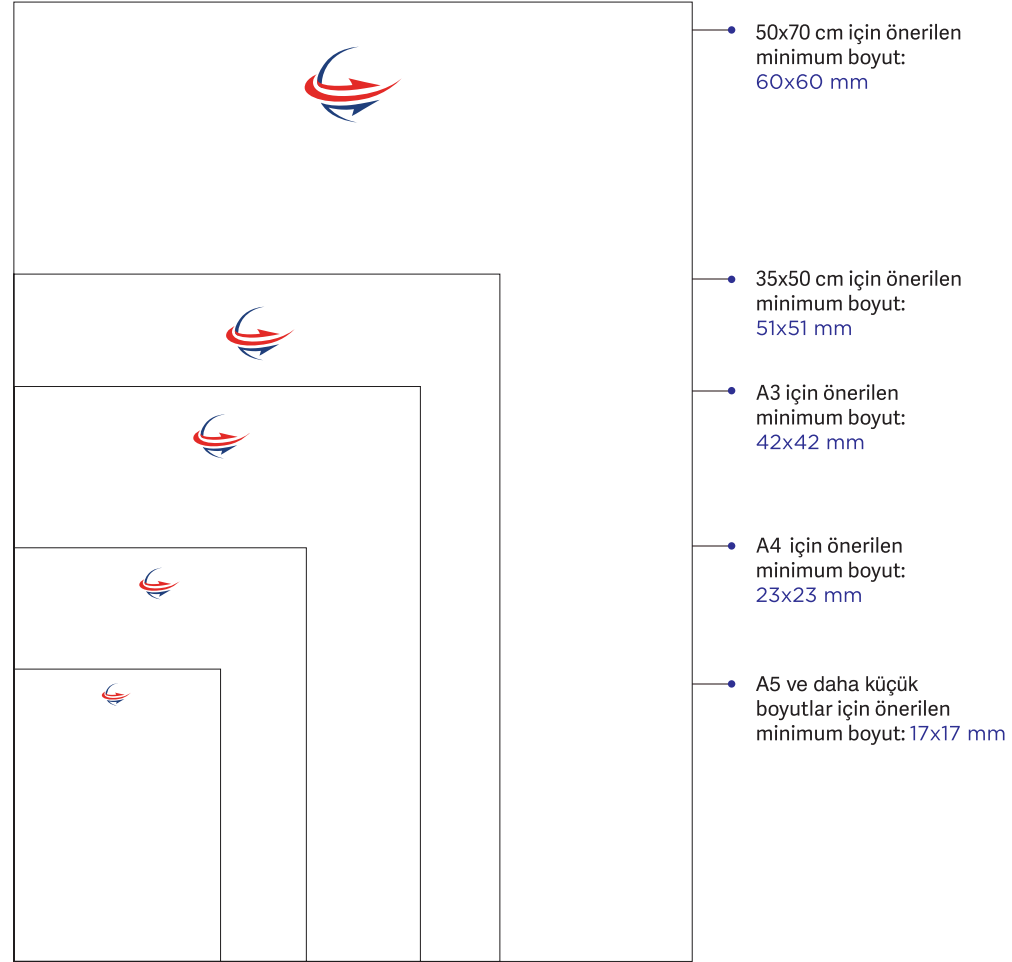 50x70 cm için önerilen
minimum boyut:
60x60 mm
35x50 cm için önerilen
minimum boyut:
51x51 mm
A3 için önerilen
minimum boyut:
42x42 mm
A4 için önerilen
minimum boyut:
23x23 mm
A5 ve daha küçük
boyutlar için önerilen
minimum boyut: 17x17 mm